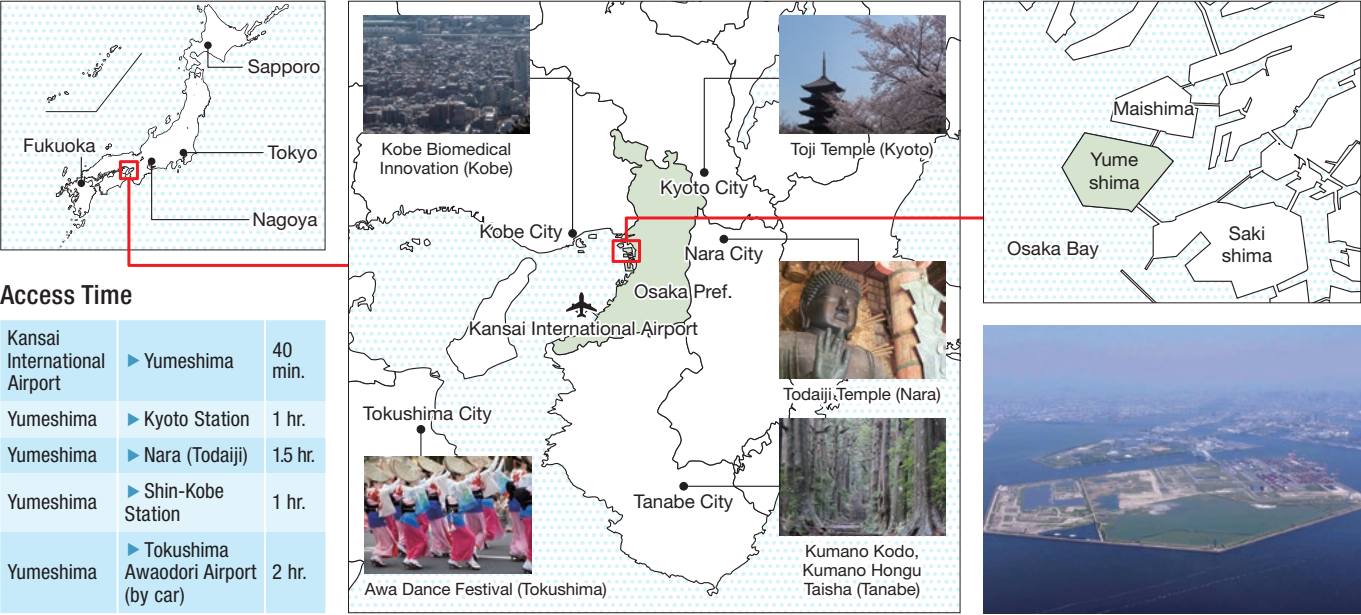 Sapporo
Fukuoka
Tokyo
Nagoya
Access Time
Kansai
International
Airport
▶ Yumeshima
40
min.
Yumeshima
▶ Kyoto Station
1 hr.
Yumeshima
▶ Nara (Todaiji)
1.5 hr.
Yumeshima
▶ Shin-Kobe
Station
1 hr.
Yumeshima
▶ Tokushima
Awaodori Airport
(by car)
2 hr.
Kobe Biomedical
Innovation (Kobe)
Toji Temple (Kyoto)
Kyoto City
Kobe City
Nara City
Osaka Pref.
Kansai International Airport
Todaiji Temple (Nara)
Tokushima City
Tanabe City
Awa Dance Festival (Tokushima)
Kumano Kodo,
Kumano Hongu
Taisha (Tanabe)
Maishima
Yume
shima
Saki
shima
Osaka Bay